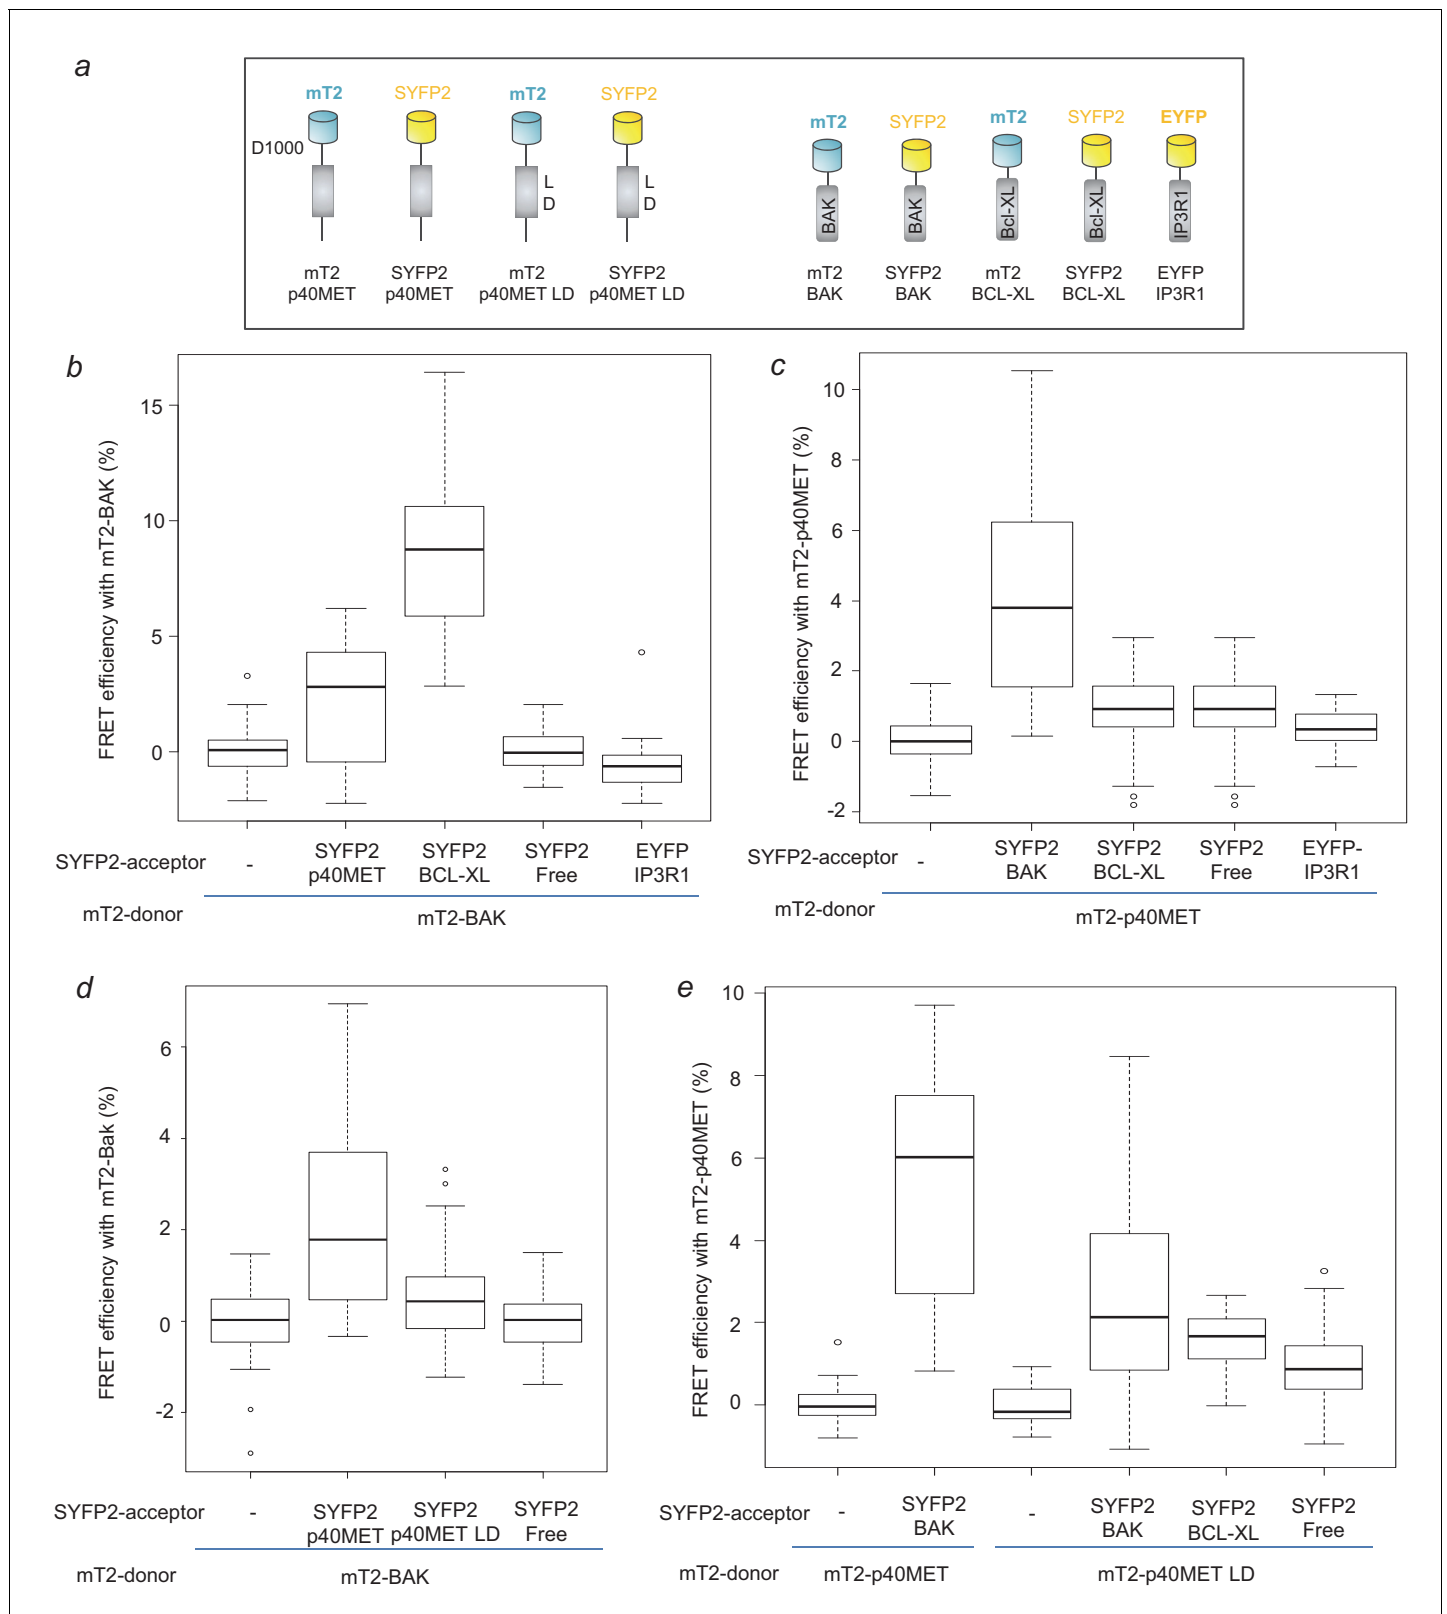 a
mT2 SYFP2 mT2 SYFP2
mT2 SYFP2 mT2 SYFP2 EYFP
D1000
L L
D D
BAK BAK Bcl-XL Bcl-XL IP3R1
mT2 SYFP2 mT2 SYFP2 mT2 SYFP2 mT2 SYFP2 EYFP
p40MET p40MET p40MET LD p40MET LD BAK BAK BCL-XL BCL-XL IP3R1
b
FRET efficiency with mT2-BAK (%)
15
10
5
0
SYFP2-acceptor - SYFP2 SYFP2 SYFP2 EYFP
p40MET BCL-XL Free IP3R1
mT2-donor mT2-BAK
c
FRET efficiency with mT2-p40MET (%)
10
8
6
4
2
0
-2
SYFP2-acceptor - SYFP2 SYFP2 SYFP2 EYFP-
BAK BCL-XL Free IP3R1
mT2-donor mT2-p40MET
d
FRET efficiency with mT2-Bak (%)
6
4
2
0
-2
SYFP2-acceptor - SYFP2 SYFP2 SYFP2
p40MET p40MET LD Free
mT2-donor mT2-BAK
e
FRET efficiency with mT2-p40MET (%)
10
8
6
4
2
0
SYFP2-acceptor - SYFP2 - SYFP2 SYFP2 SYFP2
BAK BAK BCL-XL Free
mT2-donor mT2-p40MET mT2-p40MET LD